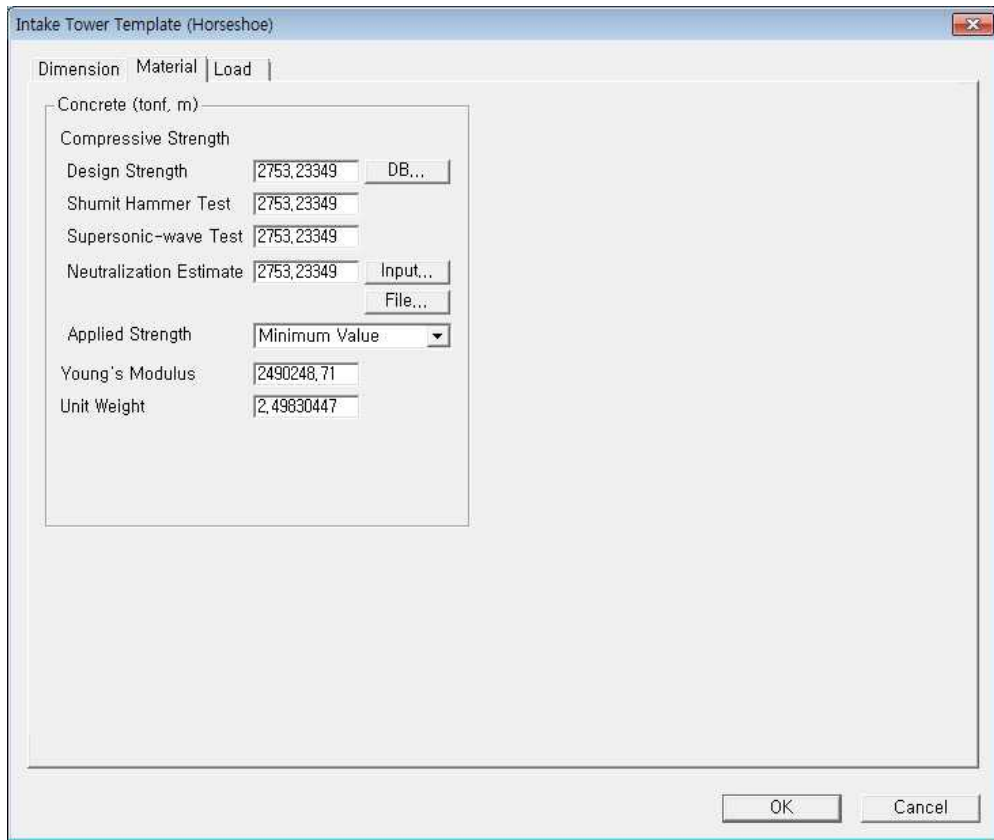 Intake Tower Template (Horseshoe)
Dimension Material Load
Concrete (tonf, m)
Compressive Strength
Design Strength 2753,23349 DB...
Shumit Hammer Test 2753,23349
Supersonic-wave Test 2753,23349
Neutralization Estimate 2753,23349 Input...
File...
Applied Strength Minimum Value
Young's Modulus 2490248,71
Unit Weight 2,49830447
OK Cancel